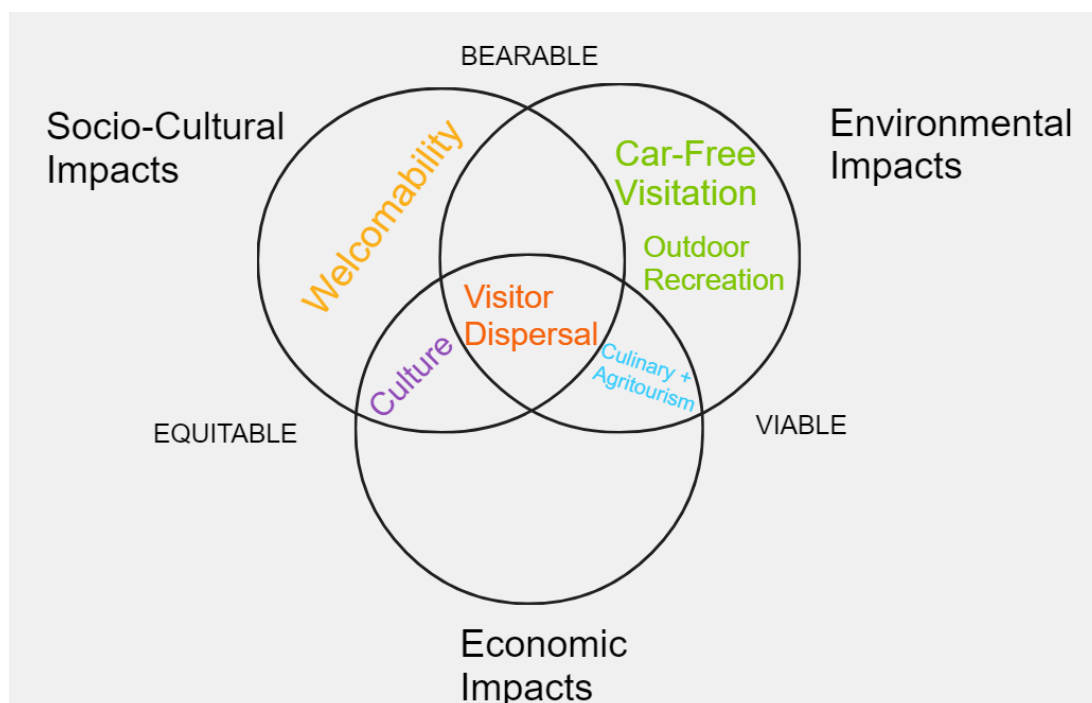 BEARABLE
Socio-Cultural
Impacts
Environmental
Impacts
Welcomability
Car-Free
Visitation
Outdoor
Recreation
Visitor
Dispersal
Culture
Culinary +
Agritourism
EQUITABLE
VIABLE
Economic
Impacts